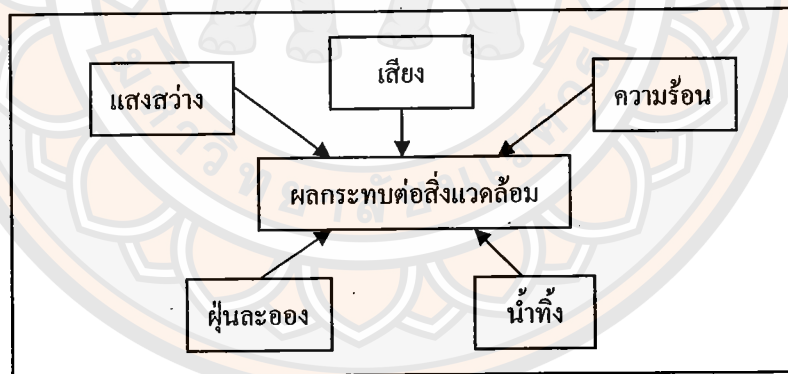 เสียง
แสงสว่าง
ความร้อน
ผลกระทบต่อสิ่งแวดล้อม
ฝุ่นละออง
น้ำทิ้ง